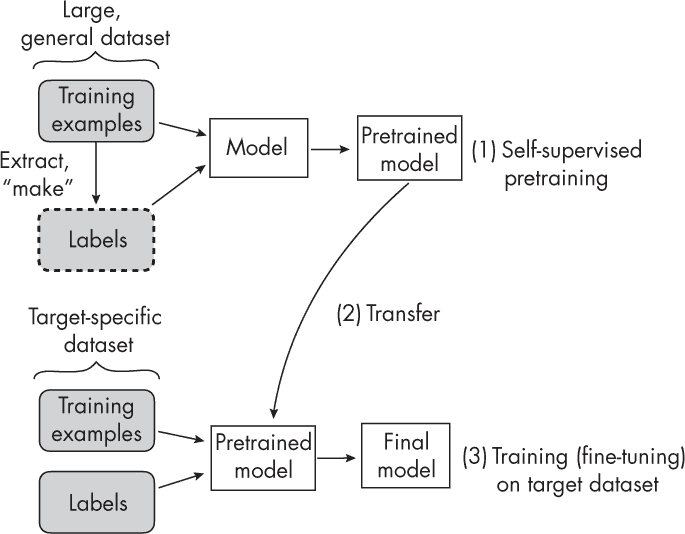 Large,
general dataset
Training
examples
Extract,
“make”
Labels
Model
Pretrained
model
(1) Self-supervised
pretraining
(2) Transfer
Target-specific
dataset
Training
examples
Labels
Pretrained
model
Final
model
(3) Training (fine-tuning)
on target dataset